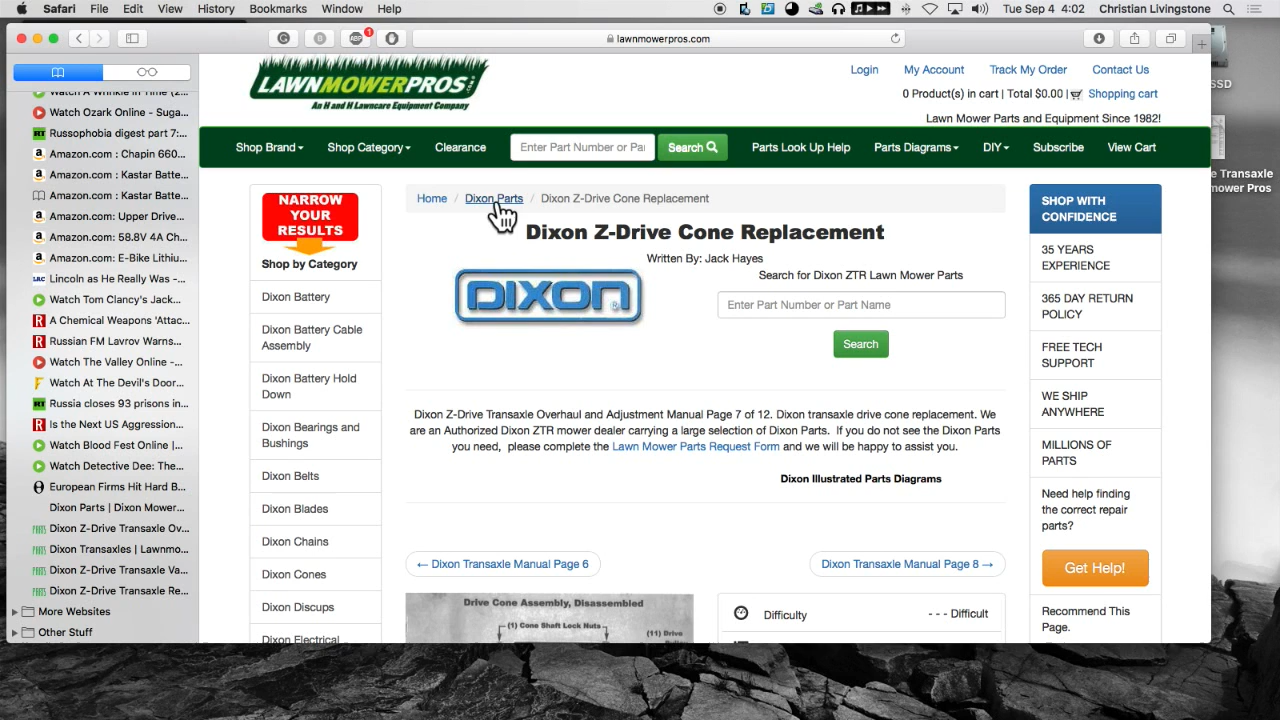 Safari File Edit View History Bookmarks Window Help
Tue Sep 4 4:02 Christian Livingstone
ABP
1
lawnmowerpros.com
Watch A Wrinkle in Time (2...
Watch Ozark Online - Suga...
Russophobia digest part 7:...
Amazon.com : Chapin 660...
Amazon.com : Kastar Batte...
Amazon.com : Kastar Batte...
Amazon.com: Upper Drive...
Amazon.com: 58.8V 4A Ch...
Amazon.com: E-Bike Lithiu...
Lincoln as He Really Was -...
Watch Tom Clancy's Jack...
A Chemical Weapons 'Attac...
Russian FM Lavrov Warns...
Watch The Valley Online -...
Watch At The Devil's Door...
Russia closes 93 prisons in...
Is the Next US Aggression...
Watch Blood Fest Online |...
Watch Detective Dee: The...
European Firms Hit Hard B...
Dixon Parts | Dixon Mower...
Dixon Z-Drive Transaxle Ov...
Dixon Transaxles | Lawnmo...
Dixon Z-Drive Transaxle Va...
Dixon Z-Drive Transaxle Re...
More Websites
Other Stuff
LAWNMOWERPROS.com
An H and H Lawncare Equipment Company
Login My Account Track My Order Contact Us
0 Product(s) in cart | Total $0.00 | Shopping cart
Lawn Mower Parts and Equipment Since 1982!
Shop Brand Shop Category Clearance Enter Part Number or Pa Search Parts Look Up Help Parts Diagrams DIY Subscribe View Cart
NARROW
YOUR
RESULTS
Shop by Category
Dixon Battery
Dixon Battery Cable
Assembly
Dixon Battery Hold
Down
Dixon Bearings and
Bushings
Dixon Belts
Dixon Blades
Dixon Chains
Dixon Cones
Dixon Discups
Dixon Electrical
Home / Dixon Parts / Dixon Z-Drive Cone Replacement
Dixon Z-Drive Cone Replacement
Written By: Jack Hayes
DIXON ®
Search for Dixon ZTR Lawn Mower Parts
Enter Part Number or Part Name
Search
Dixon Z-Drive Transaxle Overhaul and Adjustment Manual Page 7 of 12. Dixon transaxle drive cone replacement. We
are an Authorized Dixon ZTR mower dealer carrying a large selection of Dixon Parts. If you do not see the Dixon Parts
you need, please complete the Lawn Mower Parts Request Form and we will be happy to assist you.
Dixon Illustrated Parts Diagrams
← Dixon Transaxle Manual Page 6
Dixon Transaxle Manual Page 8 →
Drive Cone Assembly, Disassembled
(1) Cone Shaft Lock Nuts
(11) Drive
Difficulty - - - Difficult
SHOP WITH
CONFIDENCE
35 YEARS
EXPERIENCE
365 DAY RETURN
POLICY
FREE TECH
SUPPORT
WE SHIP
ANYWHERE
MILLIONS OF
PARTS
Need help finding
the correct repair
parts?
Get Help!
Recommend This
Page.
SSD
e Transaxle
mower Pros